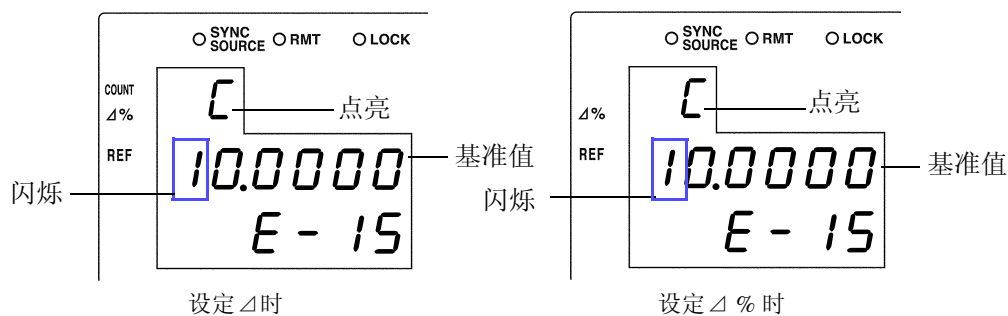 SYNC SOURCE RMT LOCK
COUNT
⊿%
REF
C 点亮
10.0000 基准值
闪烁
E - 15
设定⊿时
SYNC SOURCE RMT LOCK
⊿%
REF
C 点亮
10.0000 基准值
闪烁
E - 15
设定⊿ % 时